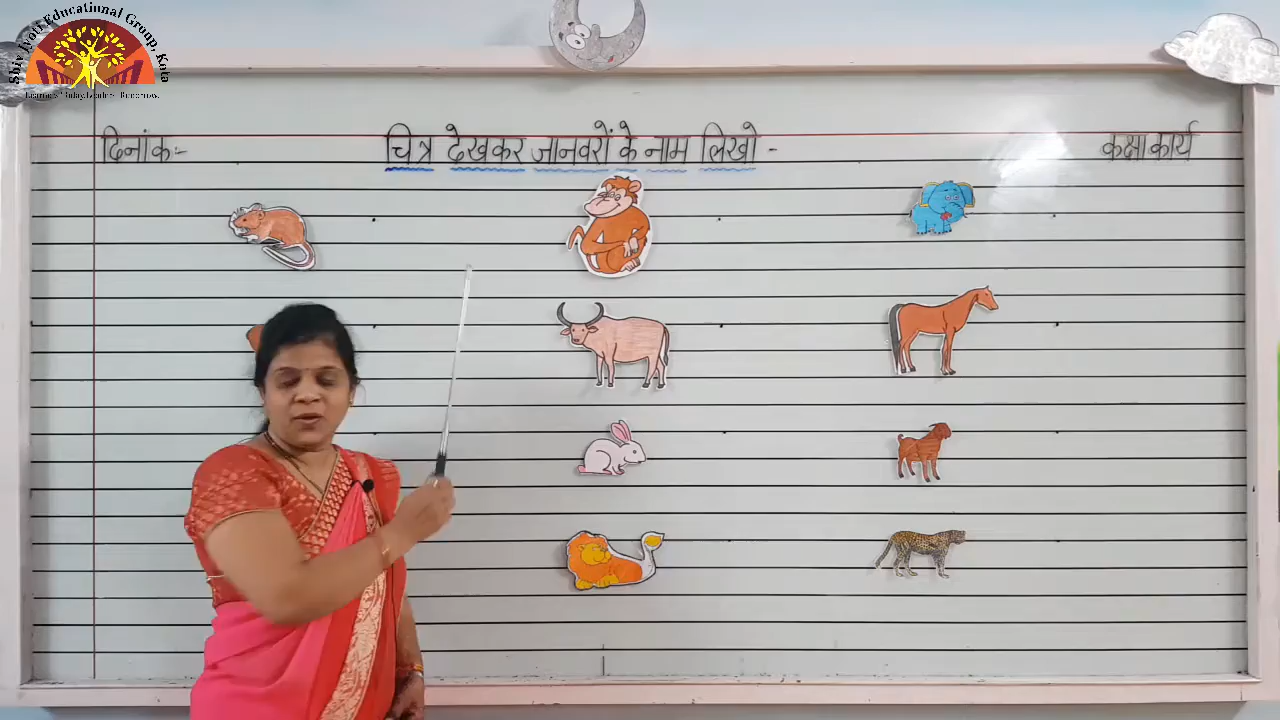 Shiv Jyoti Educational Group, Kota
दिनांक:-
चित्र देखकर जानवरों के नाम लिखो -
कक्षा कार्य